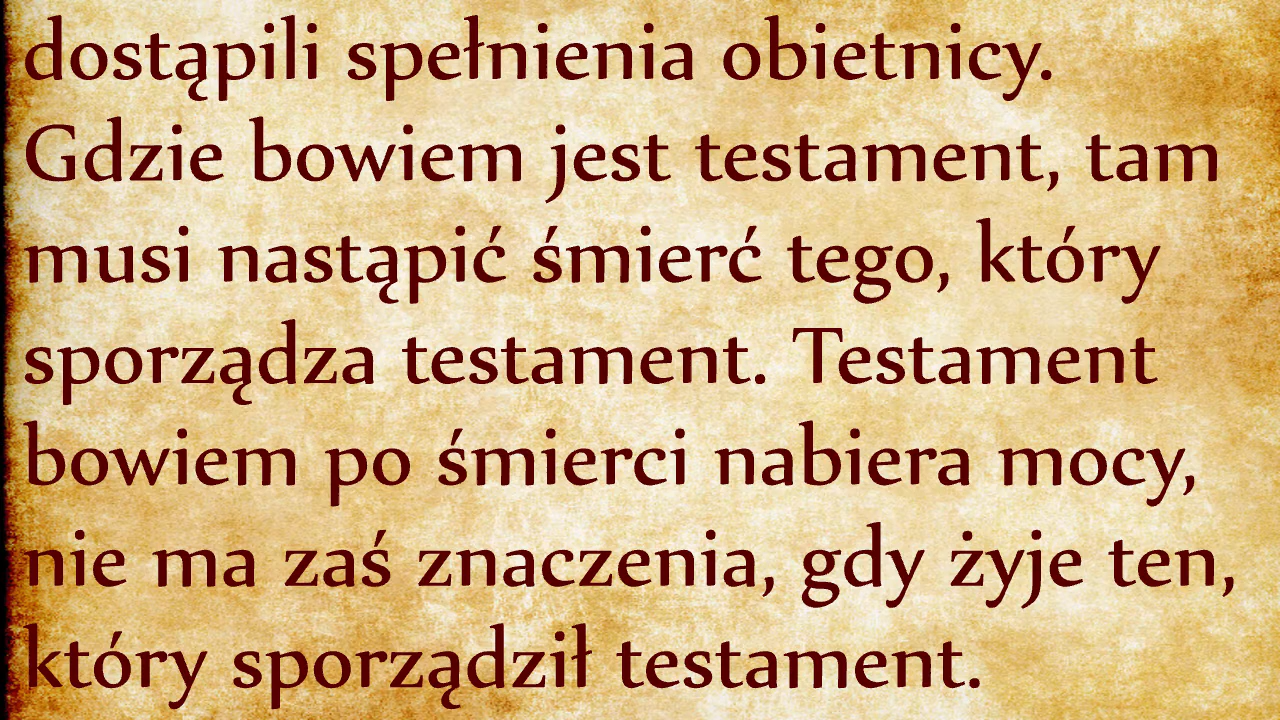 dostąpili spełnienia obietnicy.
Gdzie bowiem jest testament, tam
musi nastąpić śmierć tego, który
sporządza testament. Testament
bowiem po śmierci nabiera mocy,
nie ma zaś znaczenia, gdy żyje ten,
który sporządził testament.